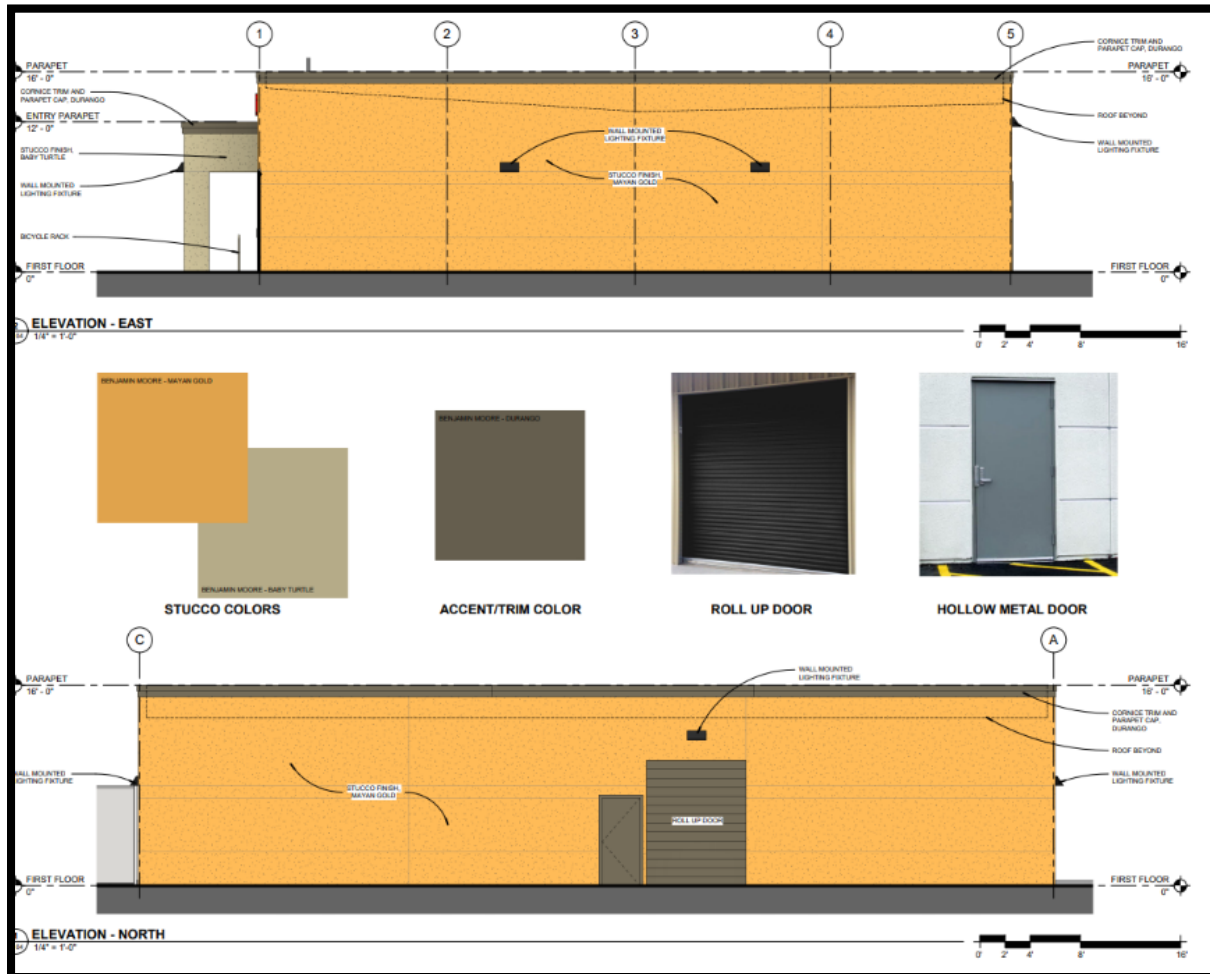 1
2
3
4
5
CORNICE TRIM AND
PARAPET CAP, DURANGO
PARAPET
16' - 0"
PARAPET
16' - 0"
CORNICE TRIM AND
PARAPET CAP, DURANGO
ENTRY PARAPET
12' - 0"
ROOF BEYOND
WALL MOUNTED
LIGHTING FIXTURE
WALL MOUNTED
LIGHTING FIXTURE
STUCCO FINISH,
BABY TURTLE
STUCCO FINISH,
MAYAN GOLD
WALL MOUNTED
LIGHTING FIXTURE
BICYCLE RACK
FIRST FLOOR
0"
FIRST FLOOR
0"
ELEVATION - EAST
1/4" = 1'-0"
0' 2' 4' 8' 16'
BENJAMIN MOORE - MAYAN GOLD
BENJAMIN MOORE - BABY TURTLE
STUCCO COLORS
BENJAMIN MOORE - DURANGO
ACCENT/TRIM COLOR
ROLL UP DOOR
HOLLOW METAL DOOR
C
A
WALL MOUNTED
LIGHTING FIXTURE
PARAPET
16' - 0"
PARAPET
16' - 0"
CORNICE TRIM AND
PARAPET CAP,
DURANGO
ROOF BEYOND
WALL MOUNTED
LIGHTING FIXTURE
WALL MOUNTED
LIGHTING FIXTURE
STUCCO FINISH,
MAYAN GOLD
ROLL UP DOOR
FIRST FLOOR
0"
FIRST FLOOR
0"
ELEVATION - NORTH
1/4" = 1'-0"
0' 2' 4' 8' 16'